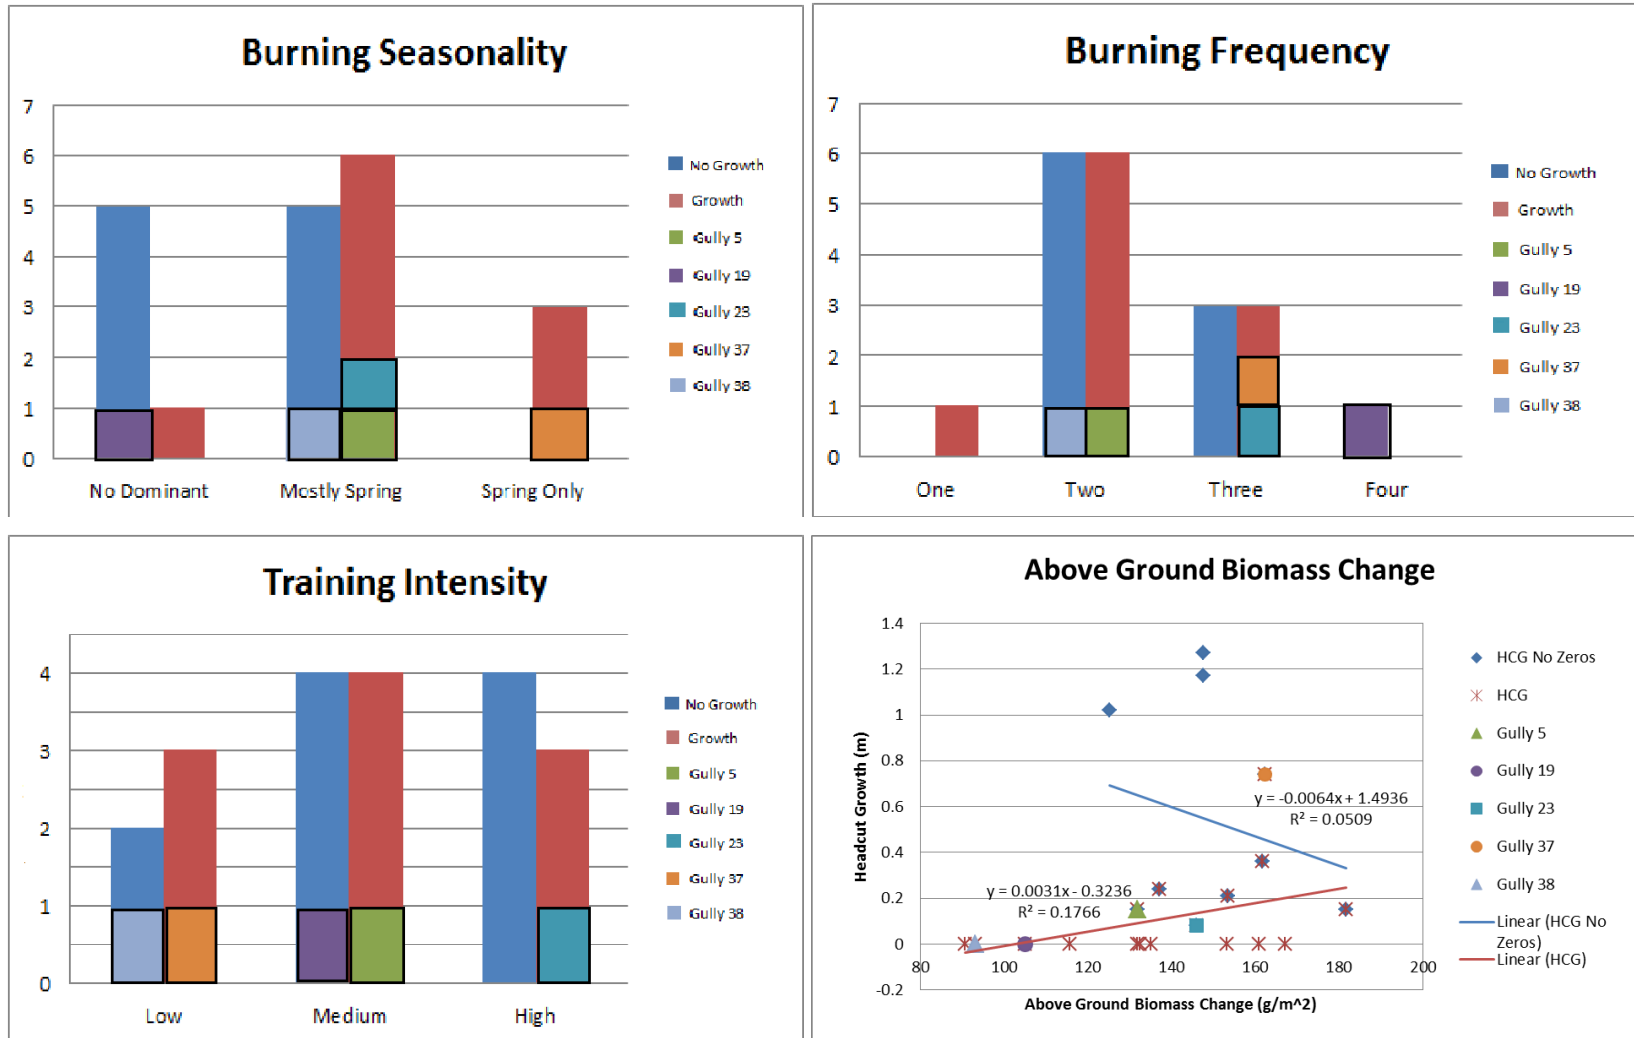 Burning Seasonality
7
6
5
4
3
2
1
0
No Dominant
Mostly Spring
Spring Only
No Growth
Growth
Gully 5
Gully 19
Gully 23
Gully 37
Gully 38
Burning Frequency
7
6
5
4
3
2
1
0
One
Two
Three
Four
No Growth
Growth
Gully 5
Gully 19
Gully 23
Gully 37
Gully 38
Training Intensity
4
3
2
1
0
Low
Medium
High
No Growth
Growth
Gully 5
Gully 19
Gully 23
Gully 37
Gully 38
Above Ground Biomass Change
Headcut Growth (m)
1.4
1.2
1
0.8
0.6
0.4
0.2
0
-0.2
80
100
120
140
160
180
200
Above Ground Biomass Change (g/m^2)
y = -0.0064x + 1.4936
R² = 0.0509
y = 0.0031x - 0.3236
R² = 0.1766
HCG No Zeros
HCG
Gully 5
Gully 19
Gully 23
Gully 37
Gully 38
Linear (HCG No
Zeros)
Linear (HCG)